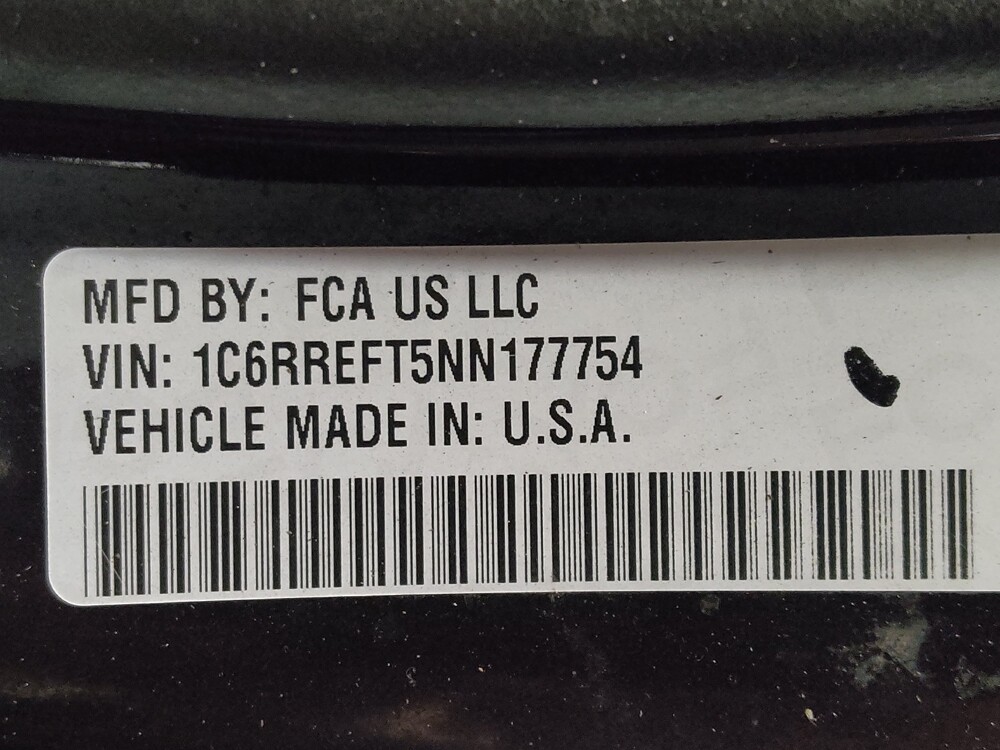 MFD BY: FCA US LLC
VIN: 1C6RREFT5NN177754
VEHICLE MADE IN: U.S.A.